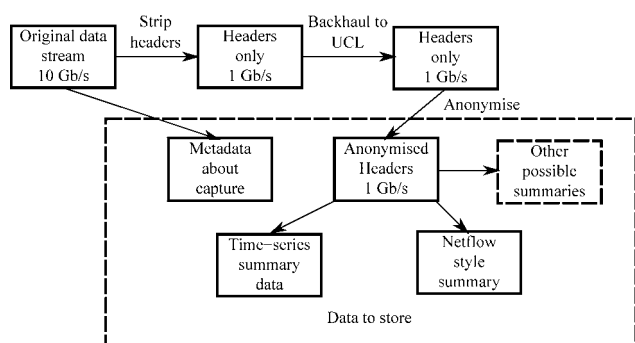 Strip
headers
Backhaul to
UCL
Original data
stream
10 Gb/s
Headers
only
1 Gb/s
Headers
only
1 Gb/s
Anonymise
Metadata
about
capture
Anonymised
Headers
1 Gb/s
Other
possible
summaries
Time-series
summary
data
Netflow
style
summary
Data to store